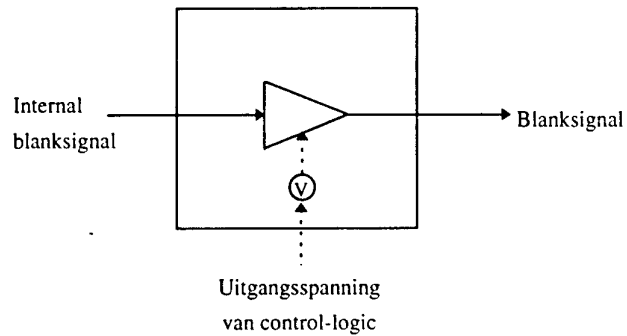 Internal
blanksignal
Blanksignal
V
Uitgangsspanning
van control-logic